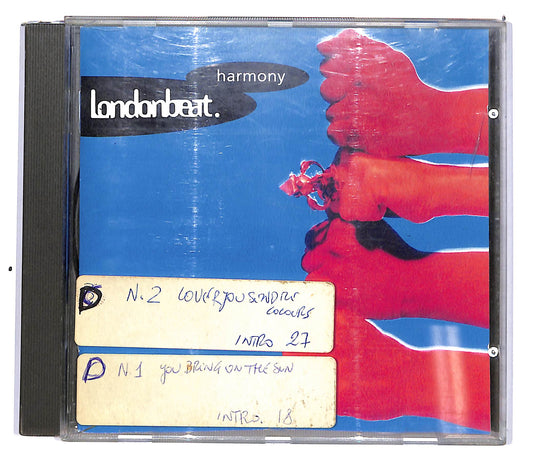 harmony
Londonbeat.
D N.2 LOVER YOU SEND ME
COLOURS
INTRO 27
D N.1 YOU BRING ON THE SUN
INTRO. 18